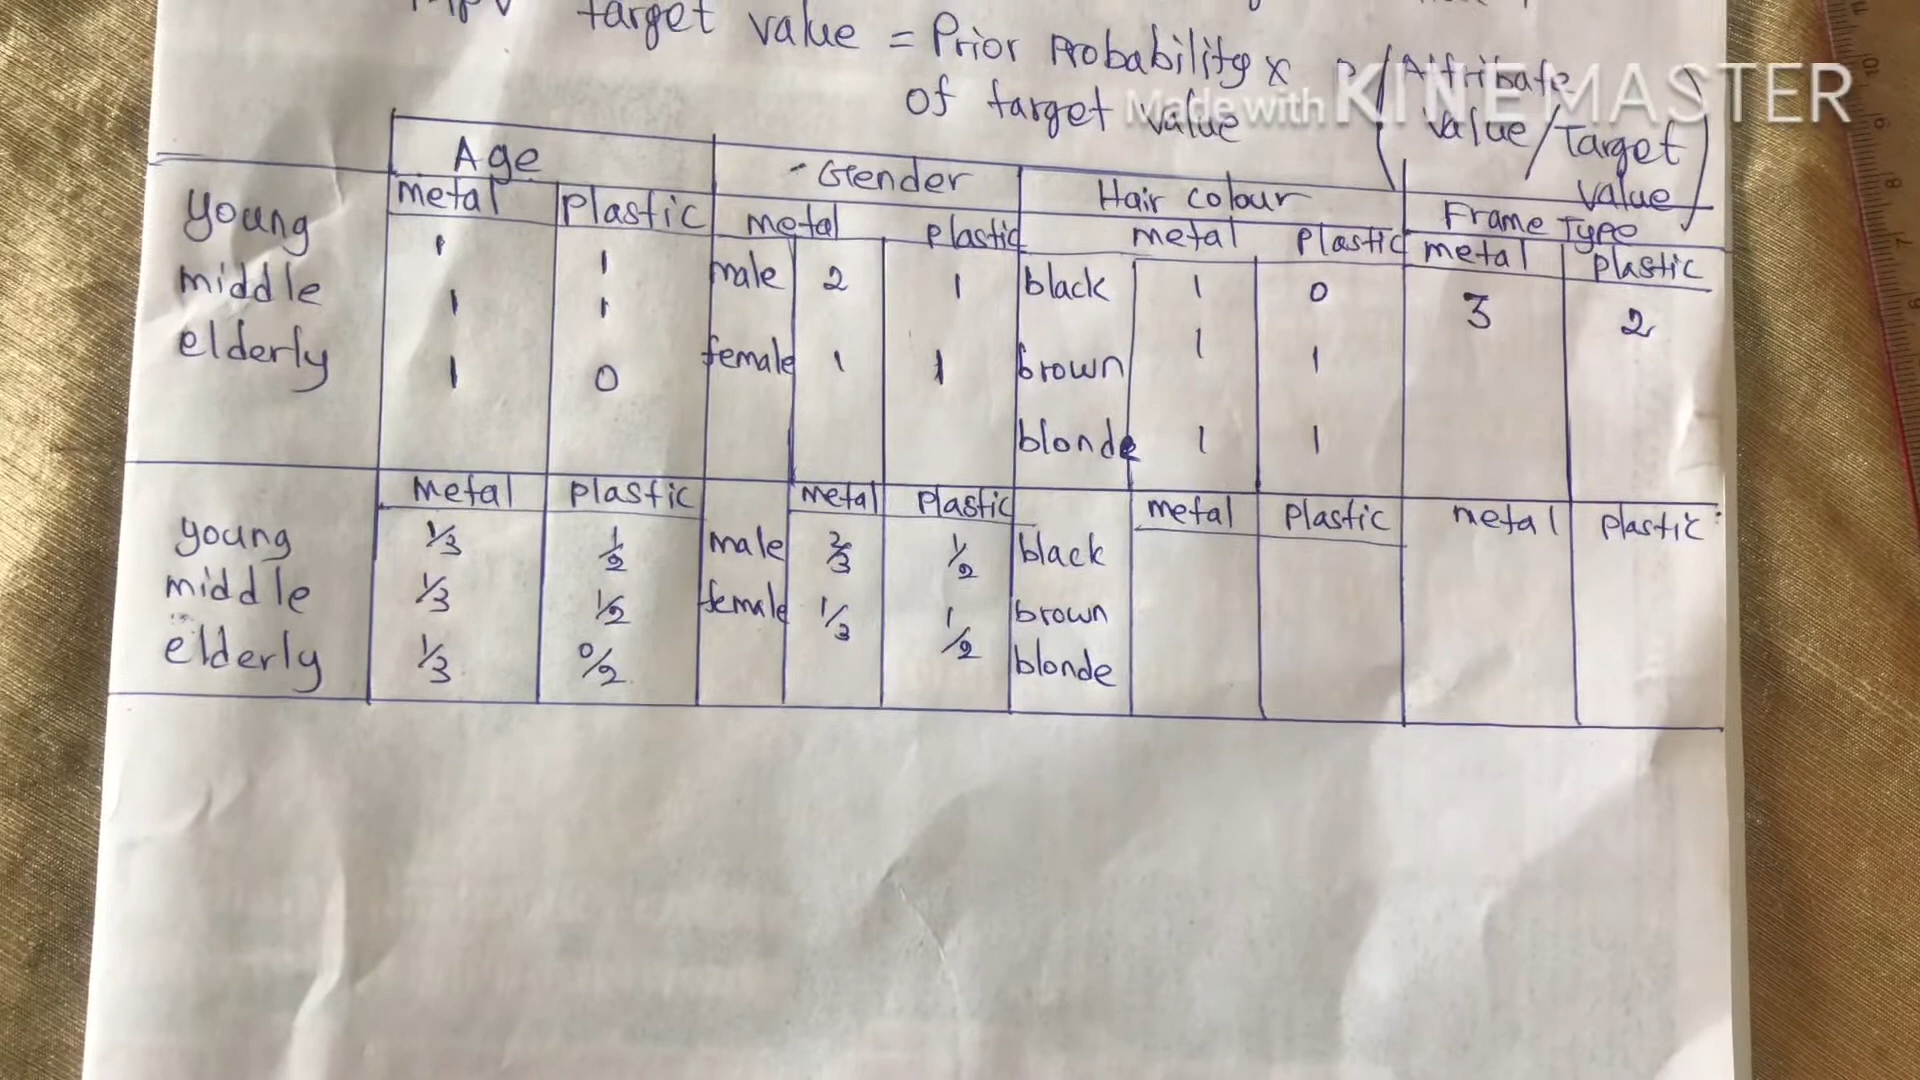 target value = Prior Probability x P (Attribute
of target value Value/Target
value)
Made with KINEMASTER
Age Gender Hair colour Frame Type
metal plastic metal plastic metal plastic metal plastic
young 1 1 male 2 1 black 1 0 3 2
middle 1 1 female 1 1 brown 1 1
elderly 1 0 blonde 1 1
metal plastic metal plastic metal plastic metal plastic
young 1/3 1/2 male 2/3 1/2 black
middle 1/3 1/2 female 1/3 1/2 brown
elderly 1/3 0/2 blonde